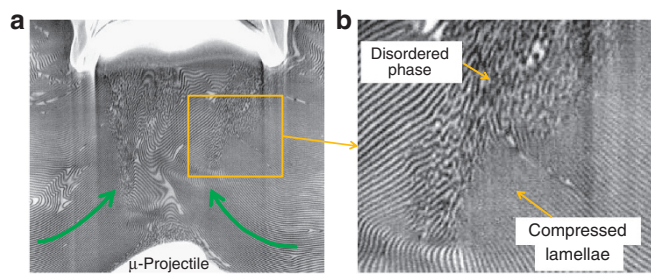 a
b
Disordered
phase
Compressed
lamellae
μ-Projectile